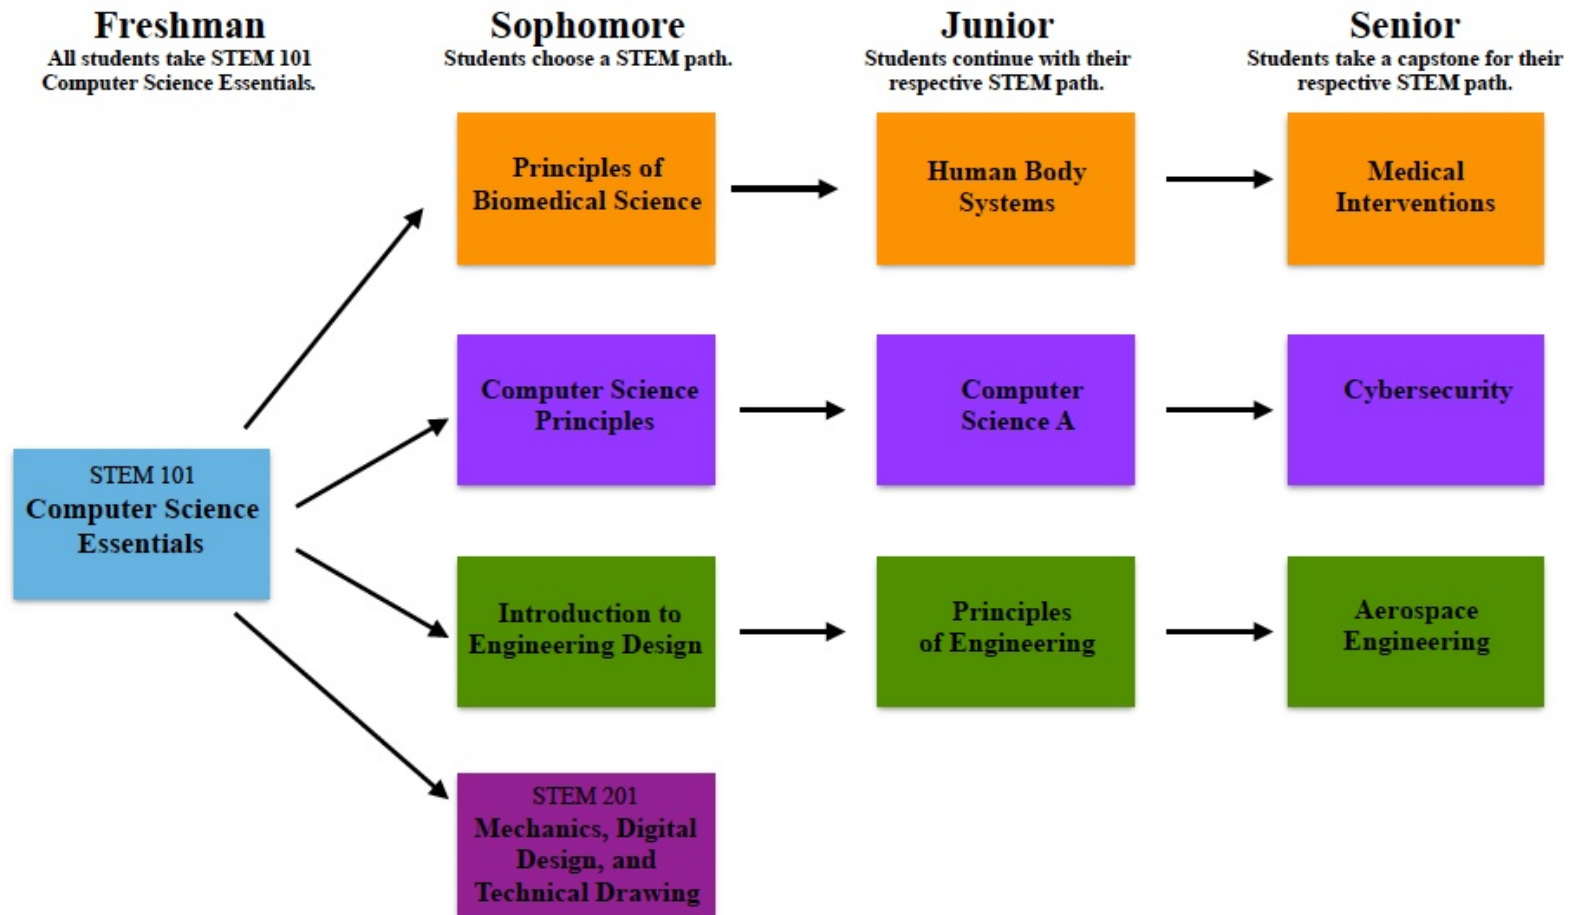 Freshman
All students take STEM 101
Computer Science Essentials.
Sophomore
Students choose a STEM path.
Junior
Students continue with their
respective STEM path.
Senior
Students take a capstone for their
respective STEM path.
Principles of
Biomedical Science
Human Body
Systems
Medical
Interventions
Computer Science
Principles
Computer
Science A
Cybersecurity
STEM 101
Computer Science
Essentials
Introduction to
Engineering Design
Principles
of Engineering
Aerospace
Engineering
STEM 201
Mechanics, Digital
Design, and
Technical Drawing